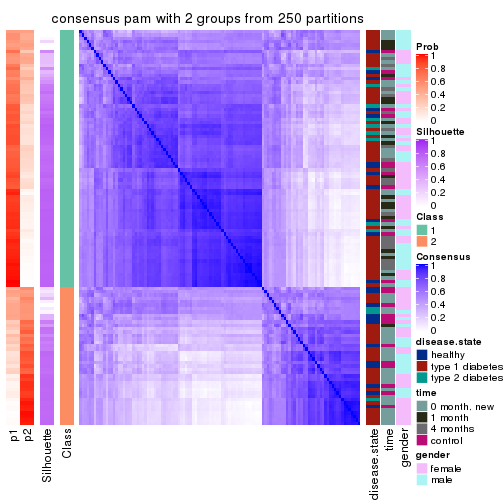 consensus pam with 2 groups from 250 partitions
p1
p2
Silhouette
Class
disease.state
time
gender
Prob
1
0.8
0.6
0.4
0.2
0
Silhouette
1
0.8
0.6
0.4
0.2
0
Class
1
2
Consensus
1
0.8
0.6
0.4
0.2
0
disease.state
healthy
type 1 diabetes
type 2 diabetes
time
0 month. new
1 month
4 months
control
gender
female
male